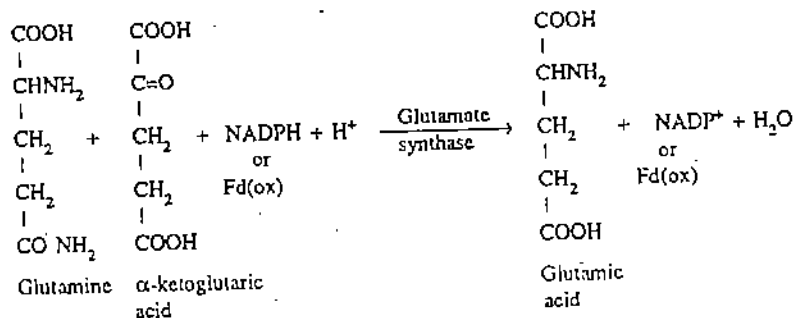 COOH COOH COOH
CHNH₂ C=O CHNH₂
CH₂ + CH₂ + NADPH + H⁺ Glutamate synthase CH₂ + NADP⁺ + H₂O
or or
CH₂ CH₂ Fd(ox) CH₂ Fd(ox)
CO NH₂ COOH COOH
Glutamine α-ketoglutaric acid Glutamic acid